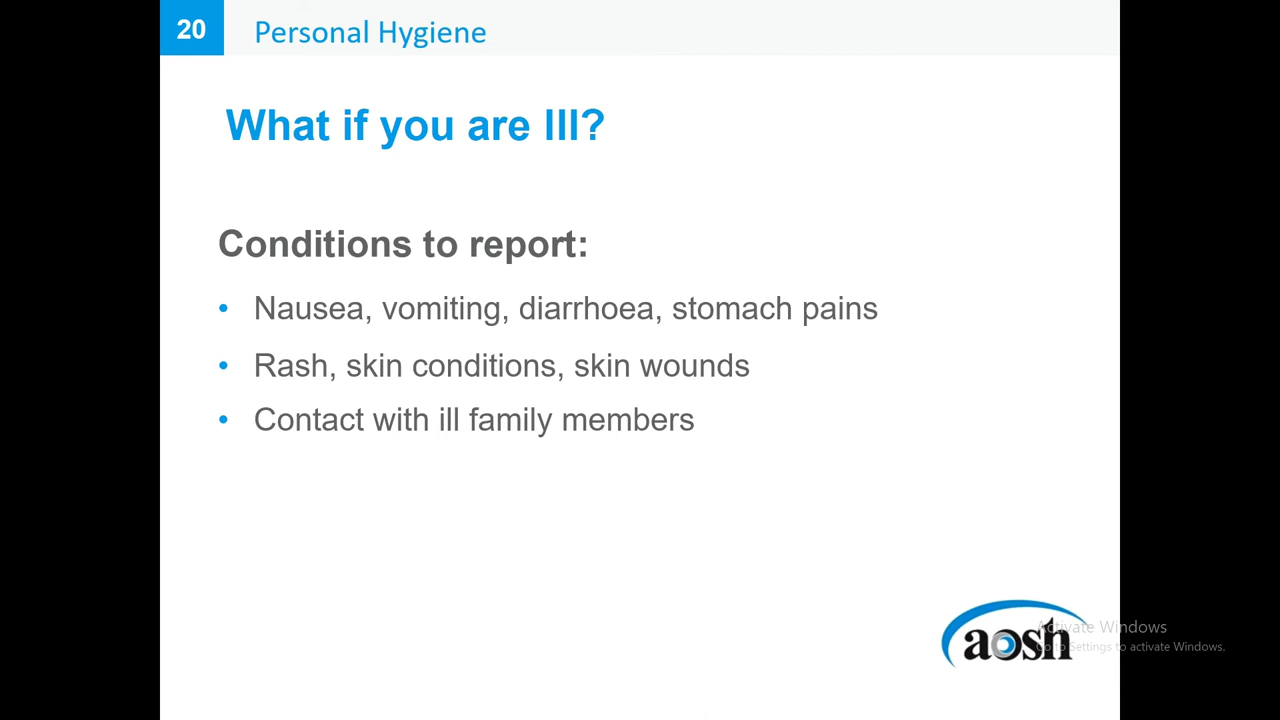 20
Personal Hygiene
What if you are Ill?
Conditions to report:
• Nausea, vomiting, diarrhoea, stomach pains
• Rash, skin conditions, skin wounds
• Contact with ill family members
aosh
Activate Windows
Go to Settings to activate Windows.